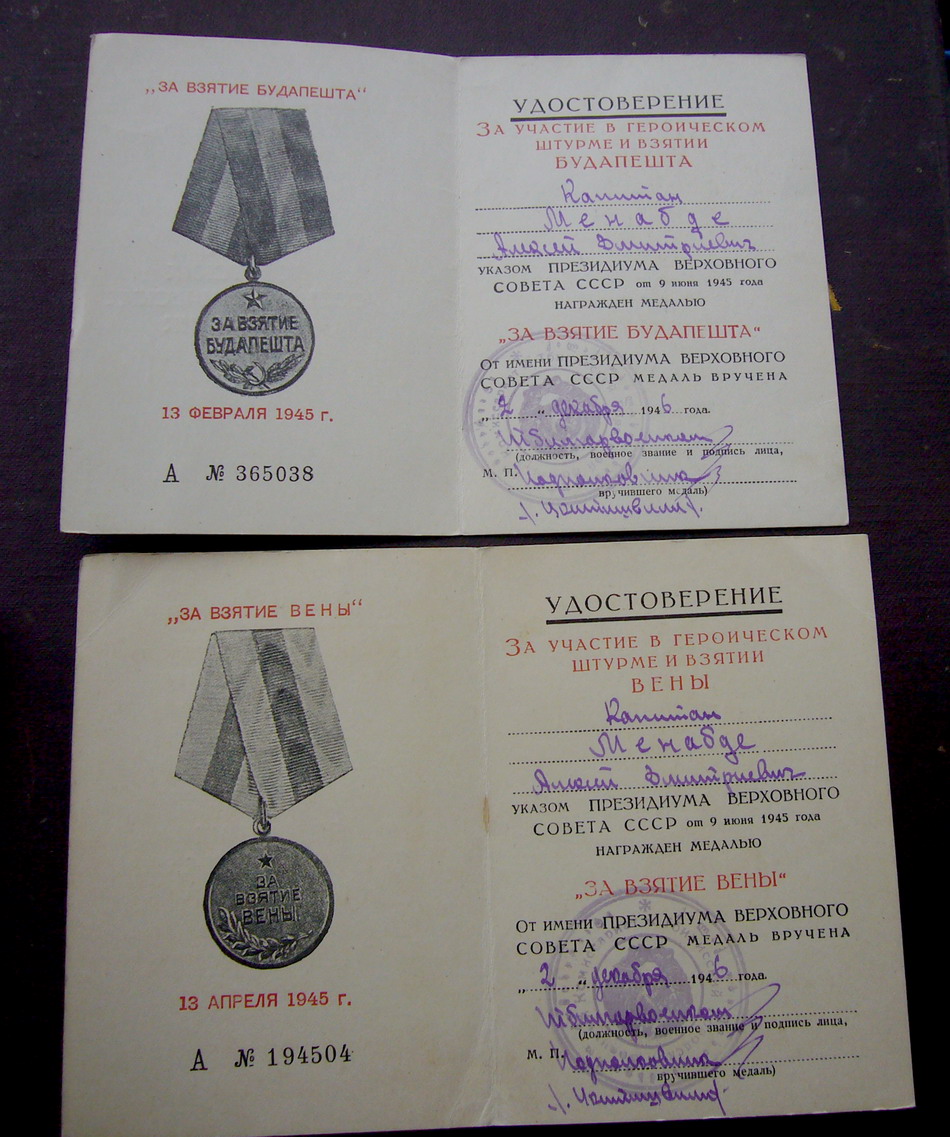 „ЗА ВЗЯТИЕ БУДАПЕШТА“
ЗА ВЗЯТИЕ
БУДАПЕШТА
13 ФЕВРАЛЯ 1945 г.
А № 365038
УДОСТОВЕРЕНИЕ
ЗА УЧАСТИЕ В ГЕРОИЧЕСКОМ
ШТУРМЕ И ВЗЯТИИ
БУДАПЕШТА
Капитан
Менабде
Алексей Дмитриевич
УКАЗОМ ПРЕЗИДИУМА ВЕРХОВНОГО
СОВЕТА СССР от 9 июня 1945 года
НАГРАЖДЕН МЕДАЛЬЮ
„ЗА ВЗЯТИЕ БУДАПЕШТА“
ОТ ИМЕНИ ПРЕЗИДИУМА ВЕРХОВНОГО
СОВЕТА СССР МЕДАЛЬ ВРУЧЕНА
„2“ декабря 1946 года.
Тбилгорвоенком
(должность, военное звание и подпись лица,
М. П. Подполковник
вручившего медаль)
„ЗА ВЗЯТИЕ ВЕНЫ“
ЗА
ВЗЯТИЕ
ВЕНЫ
13 АПРЕЛЯ 1945 г.
А № 194504
УДОСТОВЕРЕНИЕ
ЗА УЧАСТИЕ В ГЕРОИЧЕСКОМ
ШТУРМЕ И ВЗЯТИИ
ВЕНЫ
Капитан
Менабде
Алексей Дмитриевич
УКАЗОМ ПРЕЗИДИУМА ВЕРХОВНОГО
СОВЕТА СССР от 9 июня 1945 года
НАГРАЖДЕН МЕДАЛЬЮ
„ЗА ВЗЯТИЕ ВЕНЫ“
ОТ ИМЕНИ ПРЕЗИДИУМА ВЕРХОВНОГО
СОВЕТА СССР МЕДАЛЬ ВРУЧЕНА
„2“ декабря 1946 года.
Тбилгорвоенком
(должность, военное звание и подпись лица,
М. П. Подполковник
вручившего медаль)